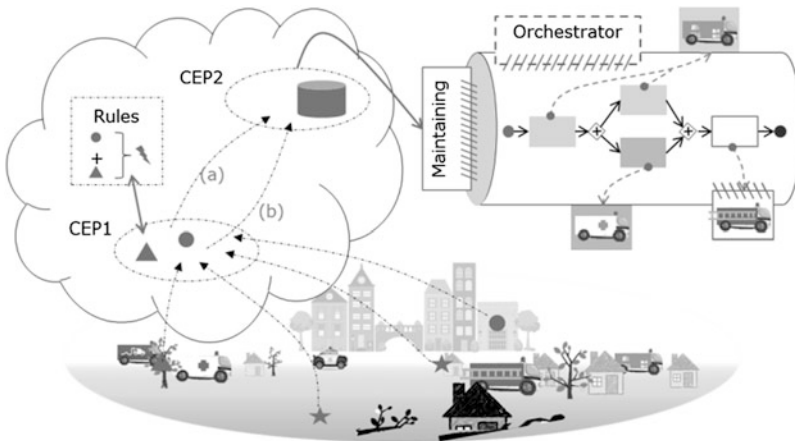 Orchestrator
CEP2
Rules
+
Maintaining
+
+
(a)
(b)
CEP1